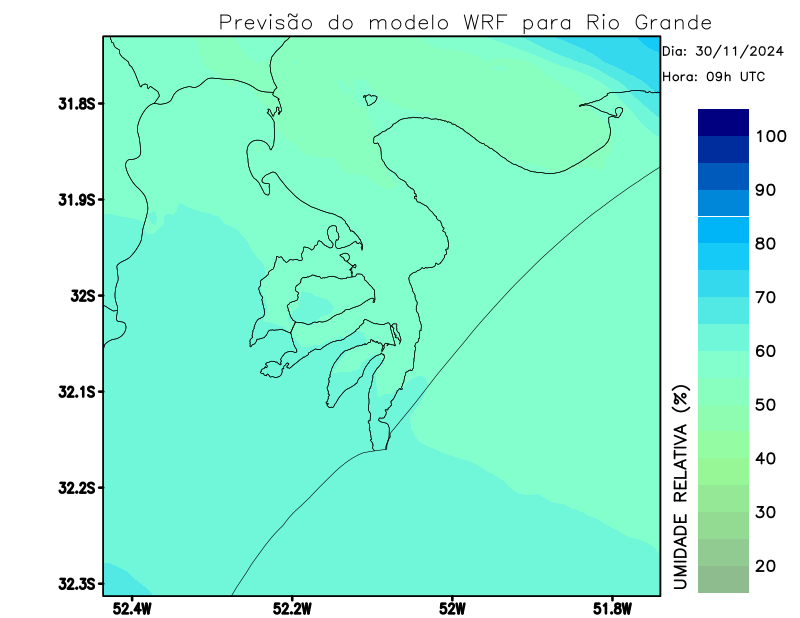 Previsão do modelo WRF para Rio Grande
Dia: 30/11/2024
Hora: 09h UTC
31.8S
31.9S
32S
32.1S
32.2S
32.3S
52.4W
52.2W
52W
51.8W
UMIDADE RELATIVA (%)
100
90
80
70
60
50
40
30
20